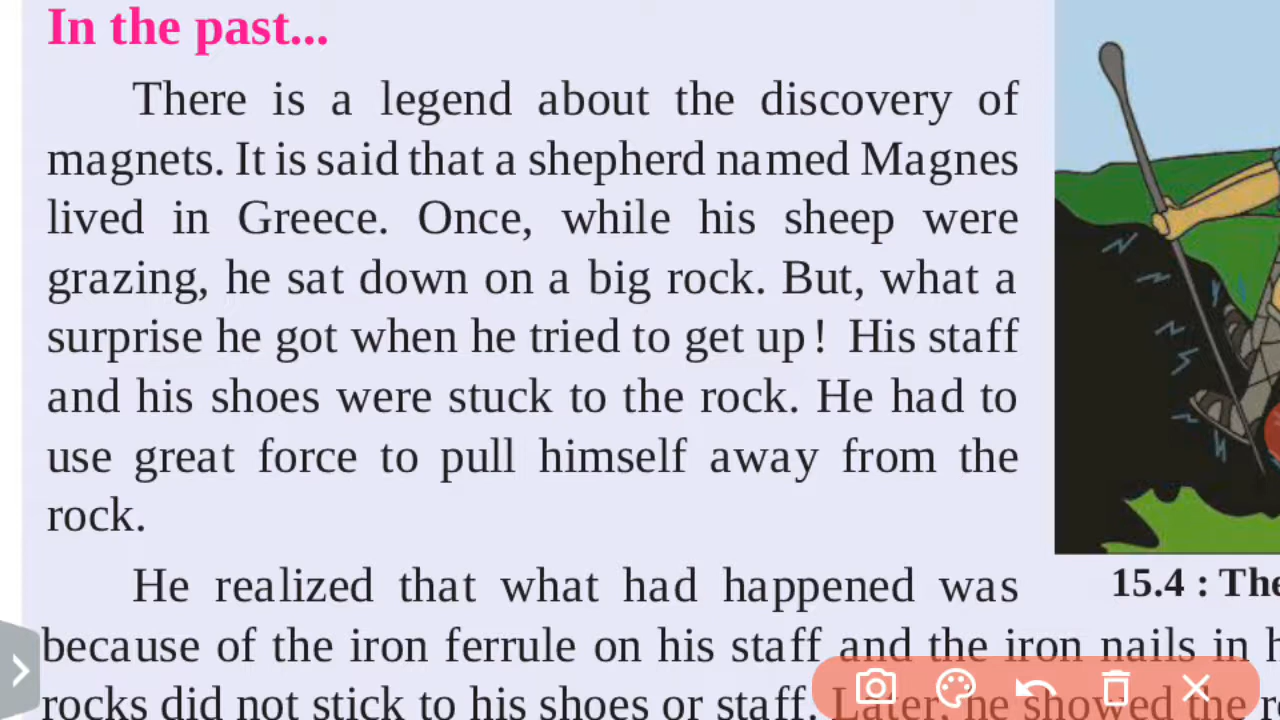 In the past...
There is a legend about the discovery of
magnets. It is said that a shepherd named Magnes
lived in Greece. Once, while his sheep were
grazing, he sat down on a big rock. But, what a
surprise he got when he tried to get up! His staff
and his shoes were stuck to the rock. He had to
use great force to pull himself away from the
rock.
He realized that what had happened was
15.4 : The
because of the iron ferrule on his staff and the iron nails in
rocks did not stick to his shoes or staff. Later, he showed the